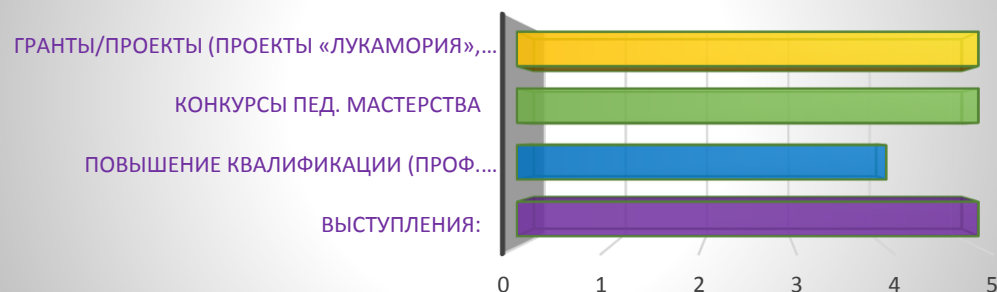 ГРАНТЫ/ПРОЕКТЫ (ПРОЕКТЫ «ЛУКАМОРИЯ»,...
КОНКУРСЫ ПЕД. МАСТЕРСТВА
ПОВЫШЕНИЕ КВАЛИФИКАЦИИ (ПРОФ....
ВЫСТУПЛЕНИЯ:
0 1 2 3 4 5